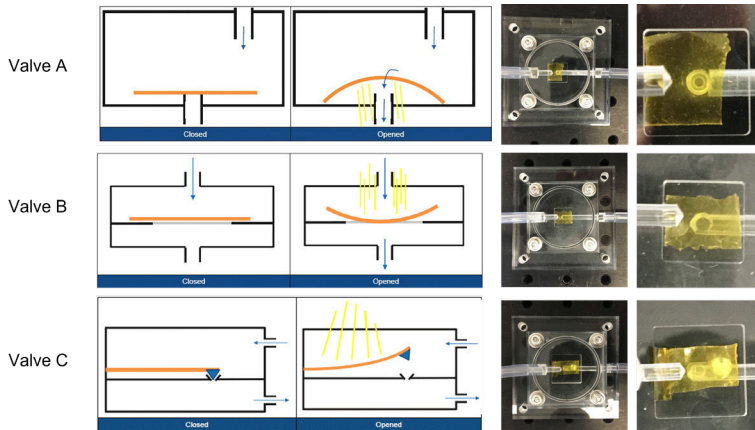 Valve A
Closed
Opened
Valve B
Closed
Opened
Valve C
Closed
Opened